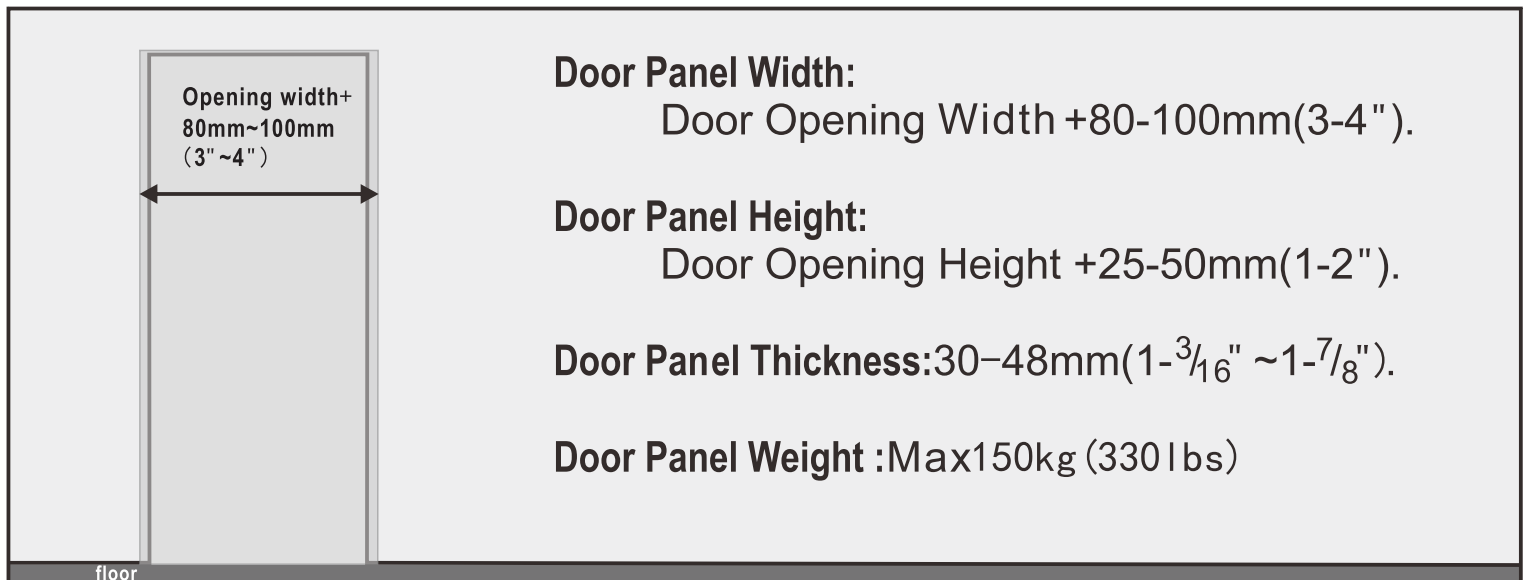 Opening width+
80mm~100mm
(3"~4")
Door Panel Width:
Door Opening Width +80-100mm(3-4").
Door Panel Height:
Door Opening Height +25-50mm(1-2").
Door Panel Thickness:30-48mm(1-3/16" ~1-7/8").
Door Panel Weight :Max150kg(330lbs)
floor